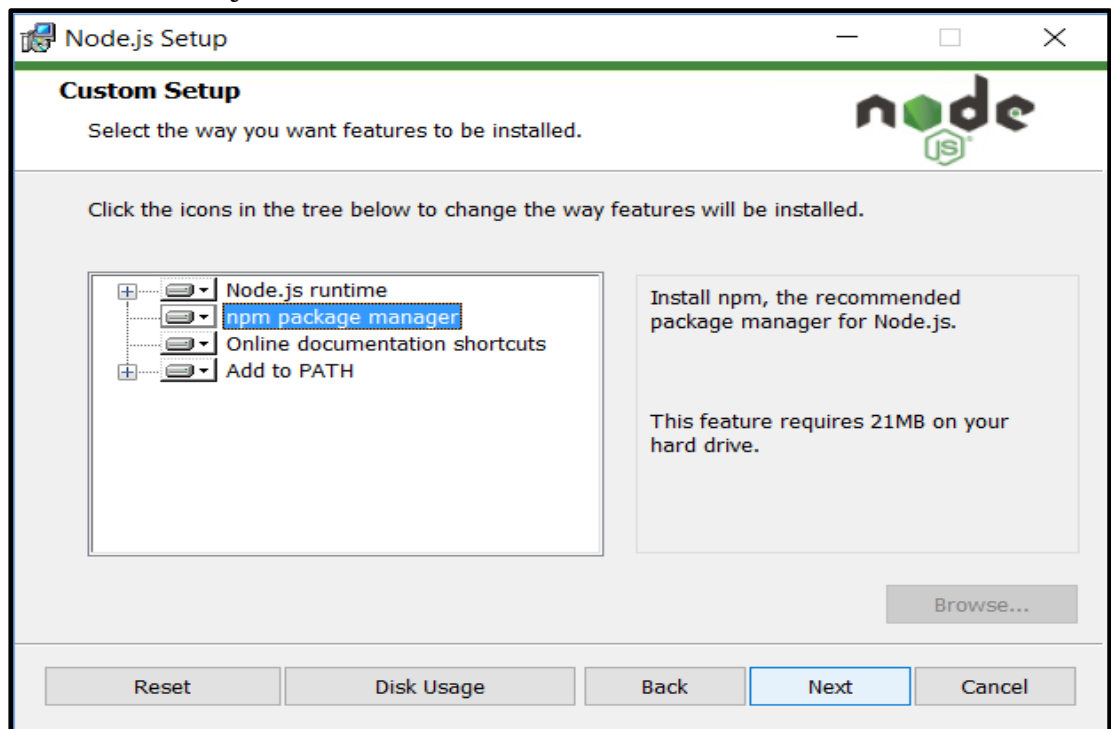 Node.js Setup
Custom Setup
Select the way you want features to be installed.
node
JS
Click the icons in the tree below to change the way features will be installed.
Node.js runtime
npm package manager
Online documentation shortcuts
Add to PATH
Install npm, the recommended
package manager for Node.js.
This feature requires 21MB on your
hard drive.
Browse...
Reset
Disk Usage
Back
Next
Cancel